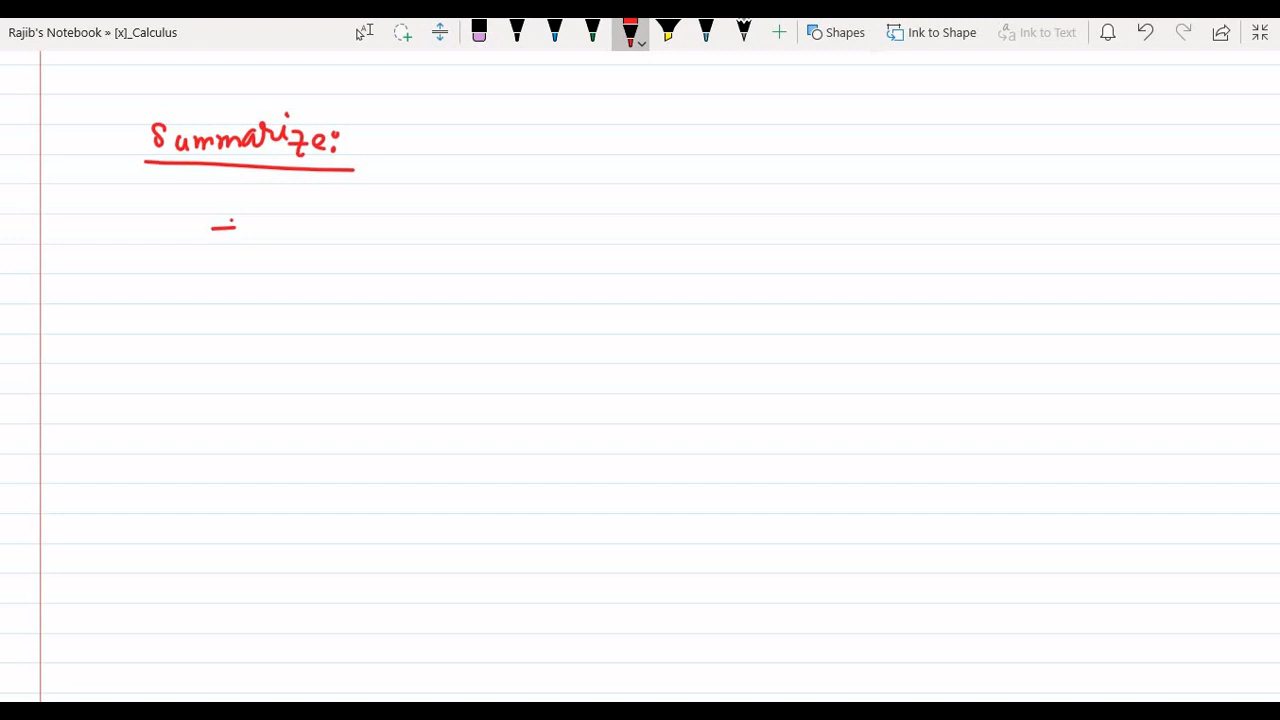 Rajib's Notebook » [x]_Calculus
Shapes
Ink to Shape
Ink to Text
Summarize: